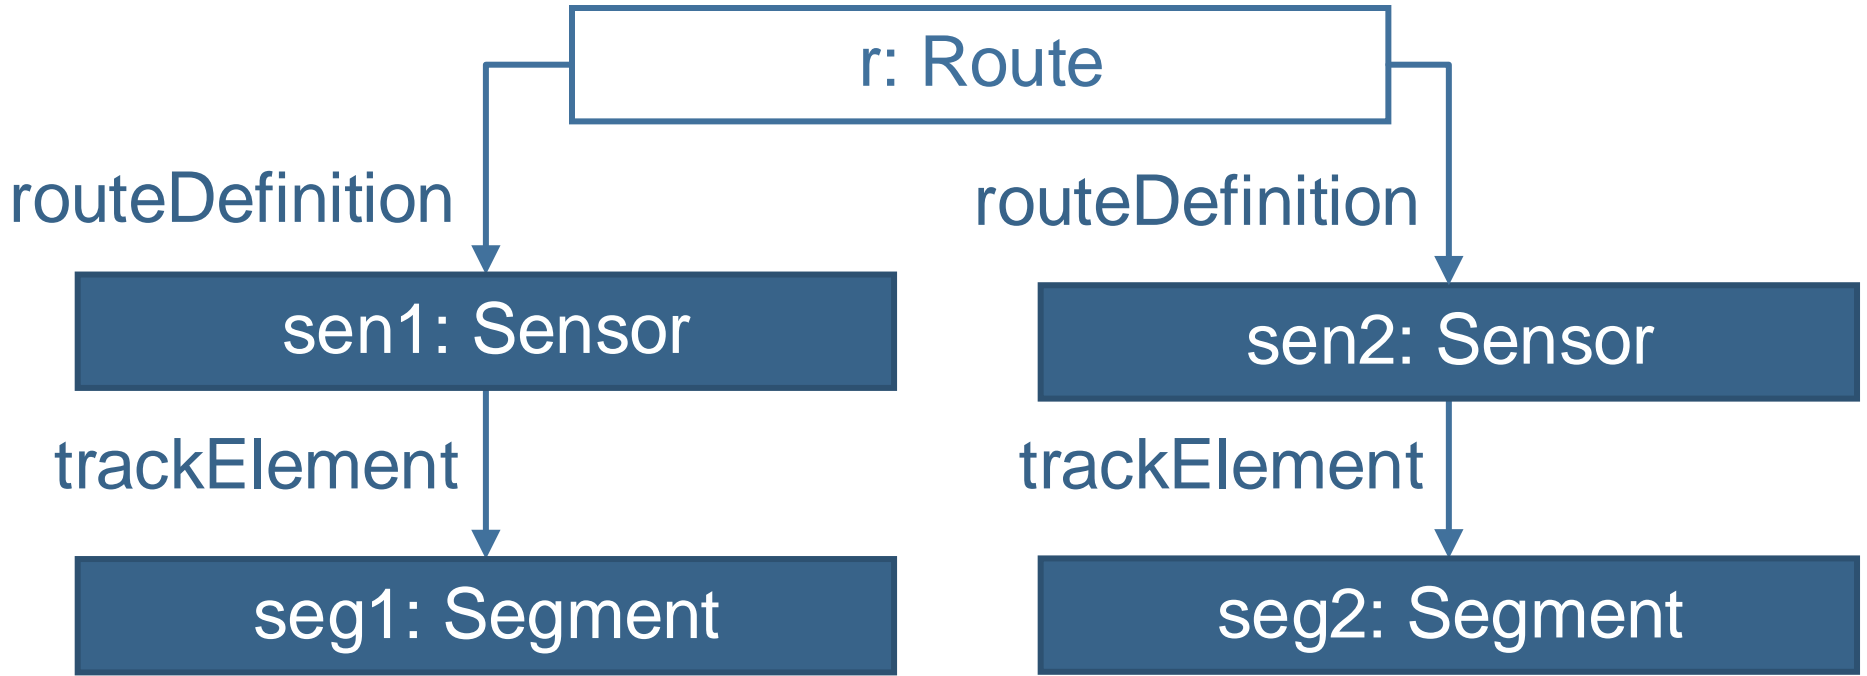 r: Route
routeDefinition
routeDefinition
sen1: Sensor
sen2: Sensor
trackElement
trackElement
seg1: Segment
seg2: Segment